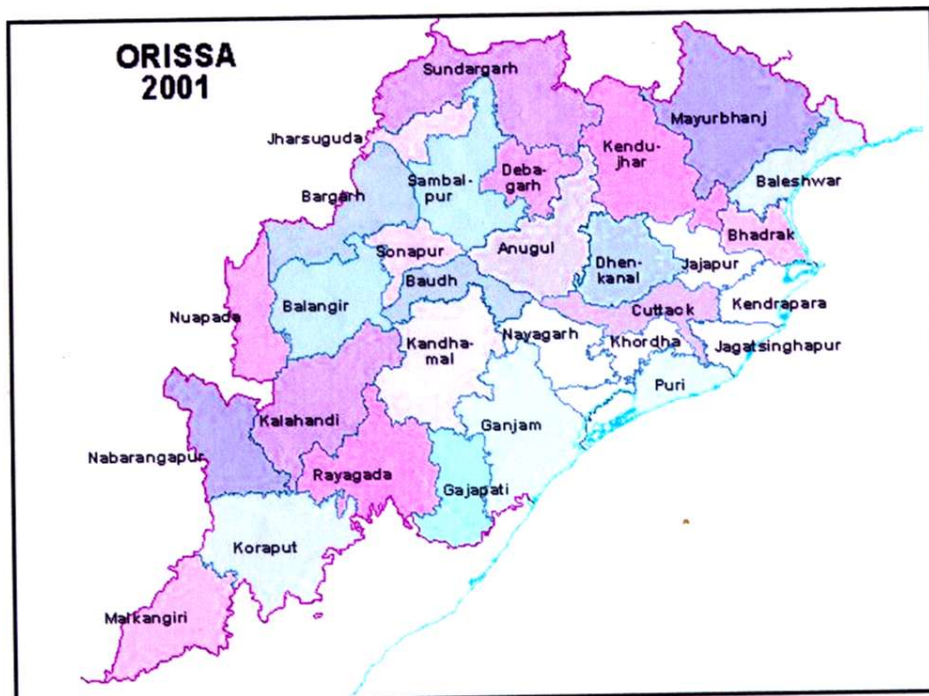 ORISSA
2001
Sundargarh
Mayurbhanj
Jharsuguda
Kendu-
jhar
Deba-
garh
Sambal-
pur
Baleshwar
Bargarh
Bhadrak
Sonapur
Anugul
Dhen-
kanal
Jajapur
Baudh
Balangir
Nuapada
Cuttack
Kendrapara
Kandha-
mal
Nayagarh
Khordha
Jagatsinghapur
Puri
Kalahandi
Ganjam
Nabarangapur
Rayagada
Gajapati
Koraput
Malkangiri